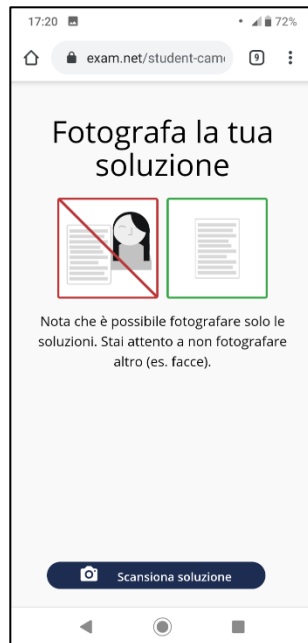 17:20 72%
exam.net/student-came 9
Fotografa la tua
soluzione
Nota che è possibile fotografare solo le
soluzioni. Stai attento a non fotografare
altro (es. facce).
Scansiona soluzione